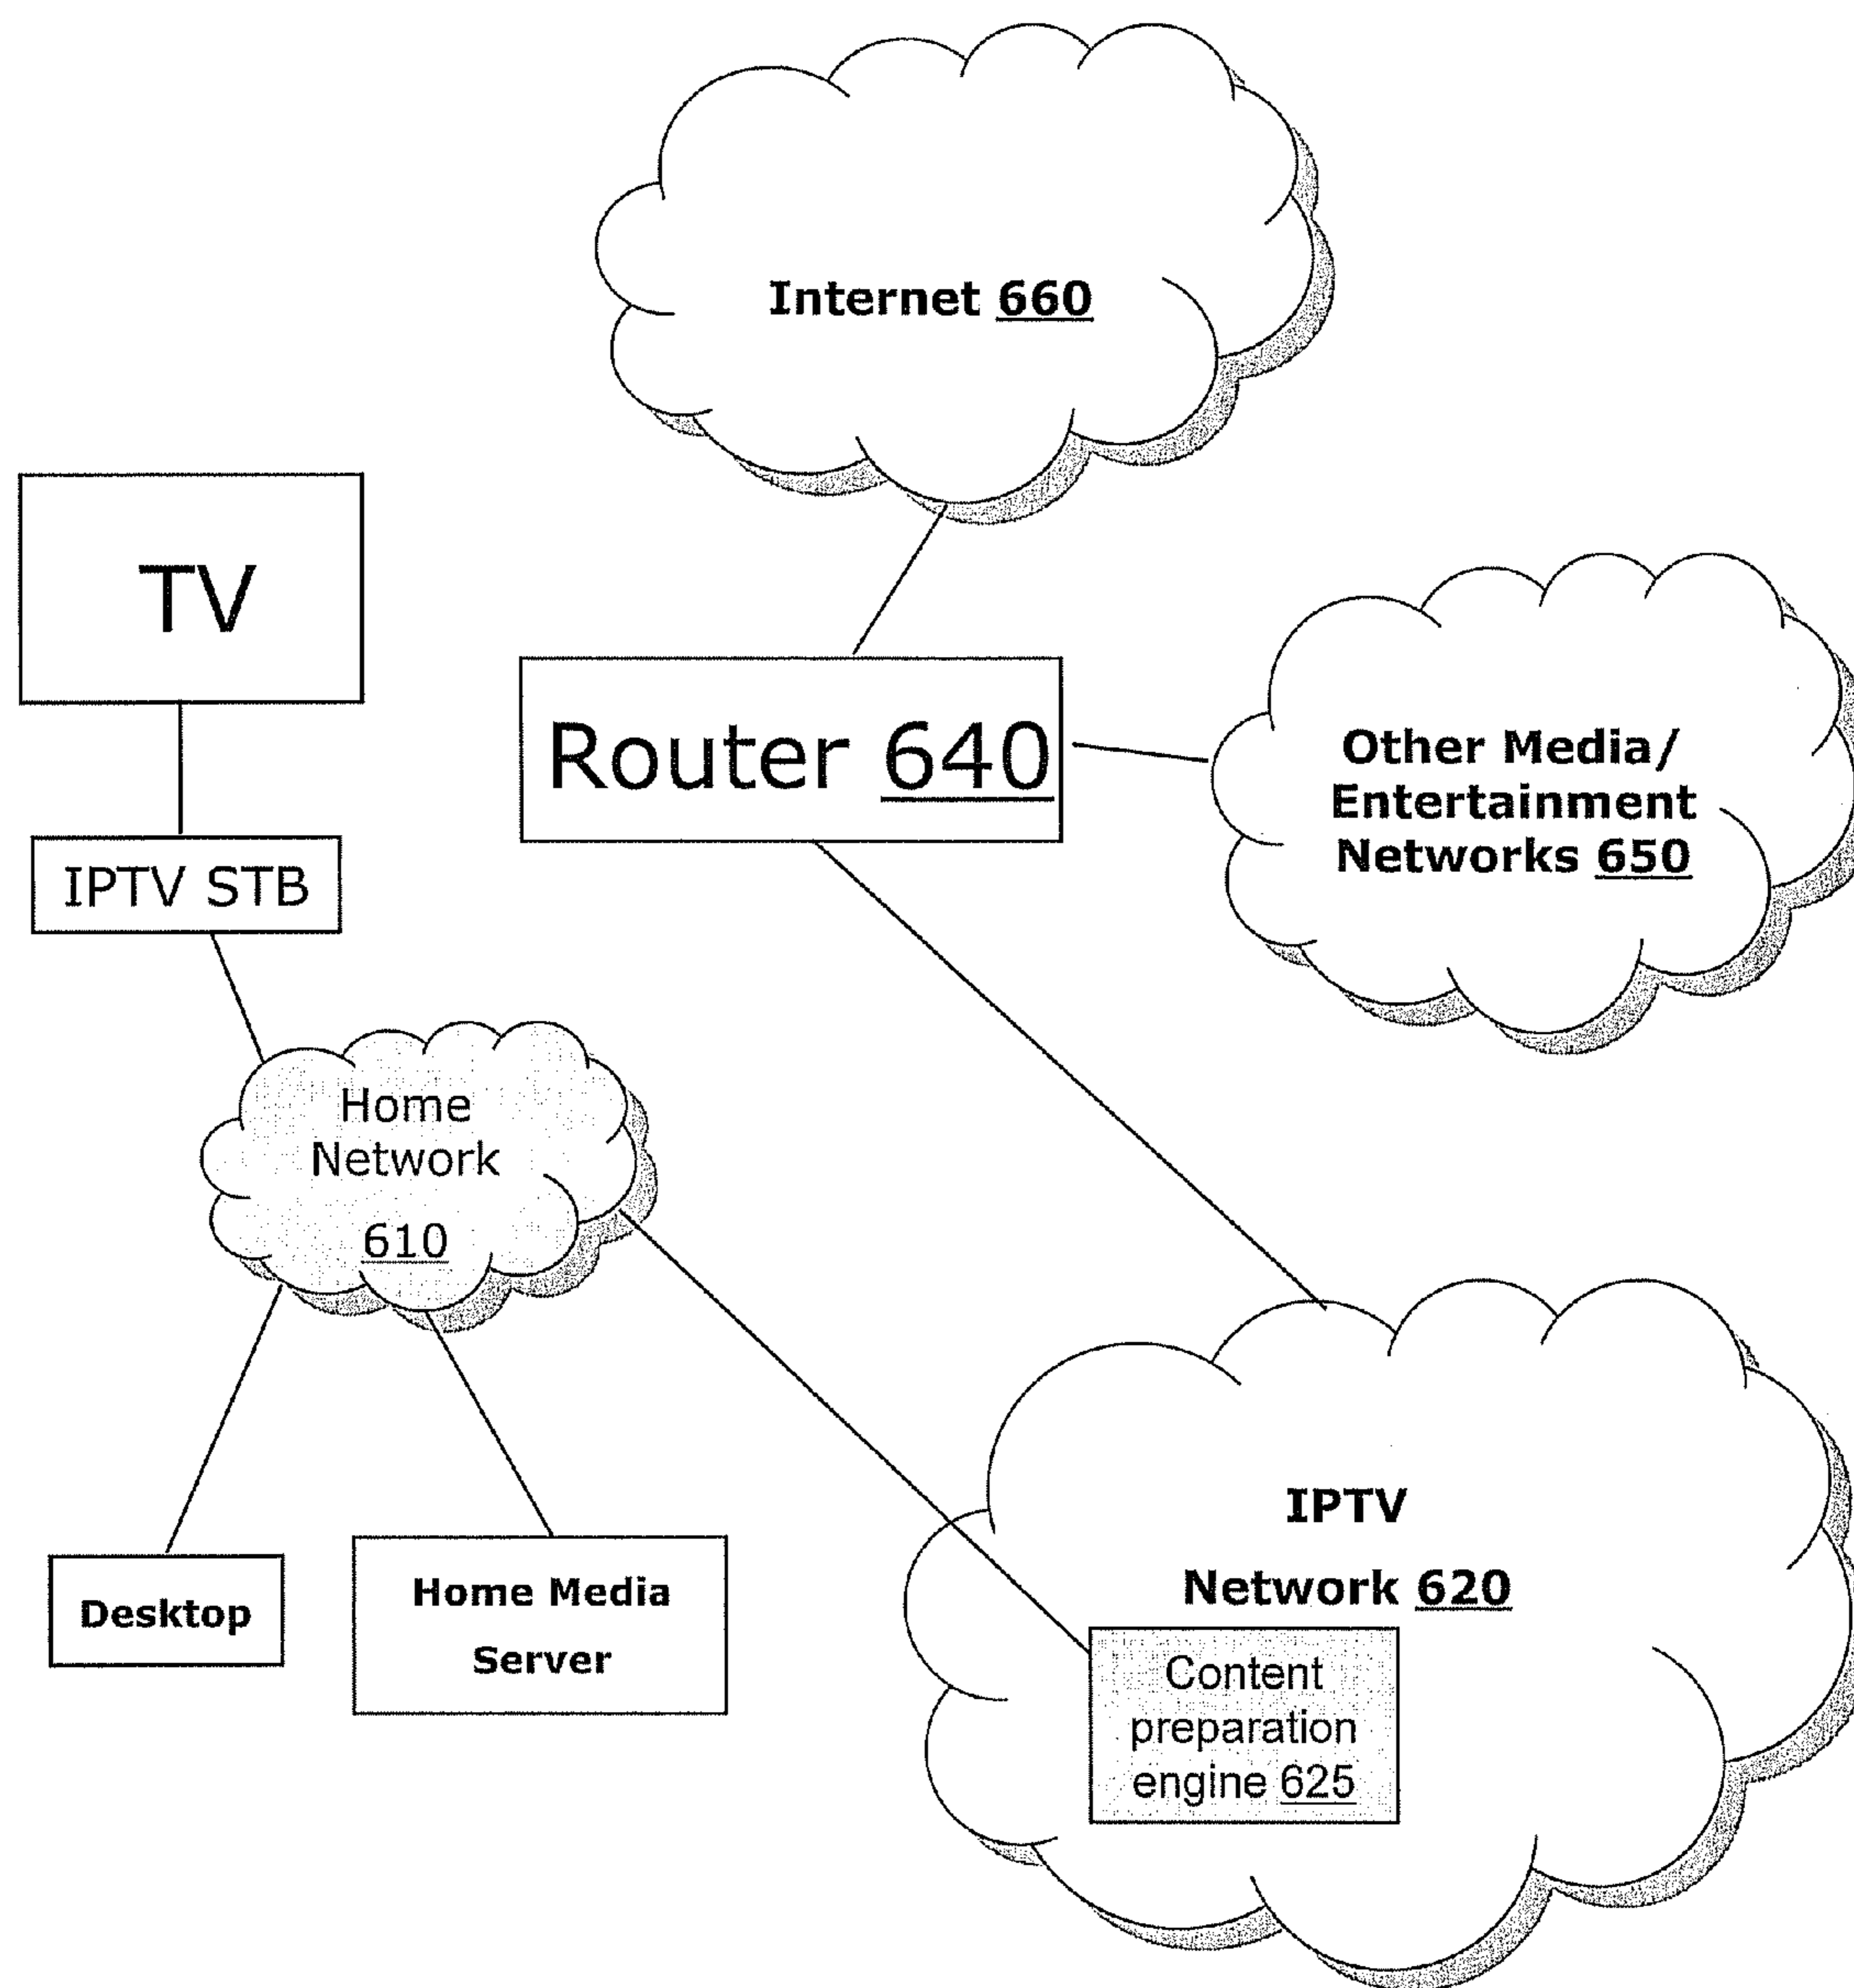 Internet 660
TV
Router 640
Other Media/
Entertainment
Networks 650
IPTV STB
Home
Network
610
IPTV
Network 620
Desktop
Home Media
Server
Content
preparation
engine 625